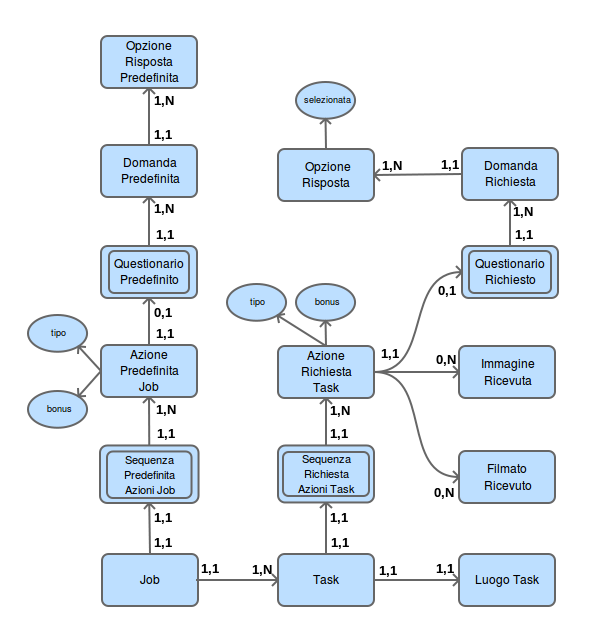 Opzione
Risposta
Predefinita
1,N
1,1
Domanda
Predefinita
1,N
1,1
Questionario
Predefinito
0,1
1,1
tipo
bonus
Azione
Predefinita
Job
1,N
1,1
Sequenza
Predefinita
Azioni Job
1,1
1,1
Job
1,1
1,N
selezionata
Opzione
Risposta
1,N
1,1
Domanda
Richiesta
1,N
1,1
Questionario
Richiesto
0,1
tipo
bonus
Azione
Richiesta
Task
1,1
0,N
Immagine
Ricevuta
0,N
Filmato
Ricevuto
1,N
1,1
Sequenza
Richiesta
Azioni Task
1,1
1,1
Task
1,1
1,1
Luogo Task